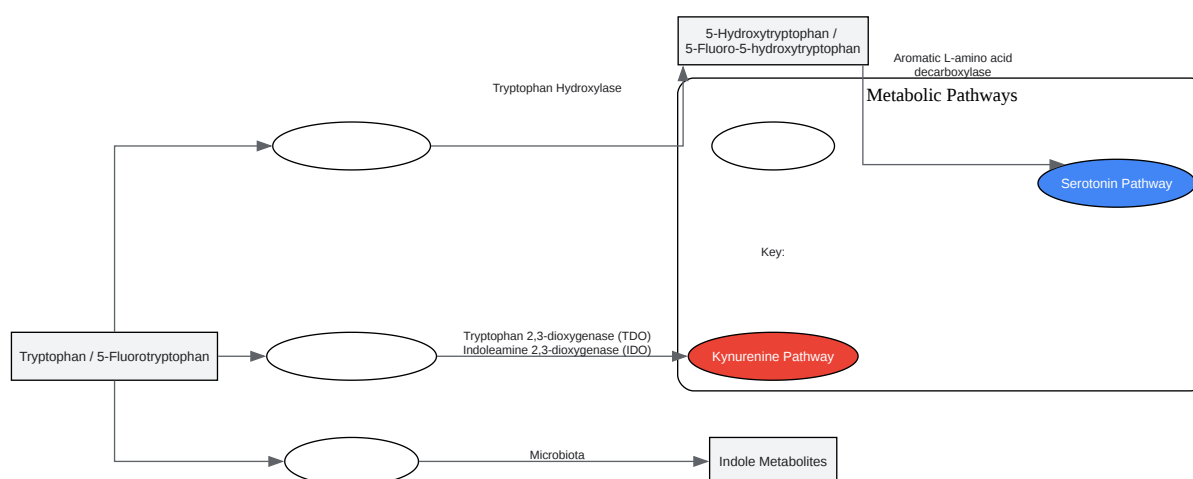 5-Hydroxytryptophan /
5-Fluoro-5-hydroxytryptophan
Aromatic L-amino acid
decarboxylase
Tryptophan Hydroxylase
Metabolic Pathways
Serotonin Pathway
Key:
Tryptophan / 5-Fluorotryptophan
Tryptophan 2,3-dioxygenase (TDO)
Indoleamine 2,3-dioxygenase (IDO)
Kynurenine Pathway
Microbiota
Indole Metabolites